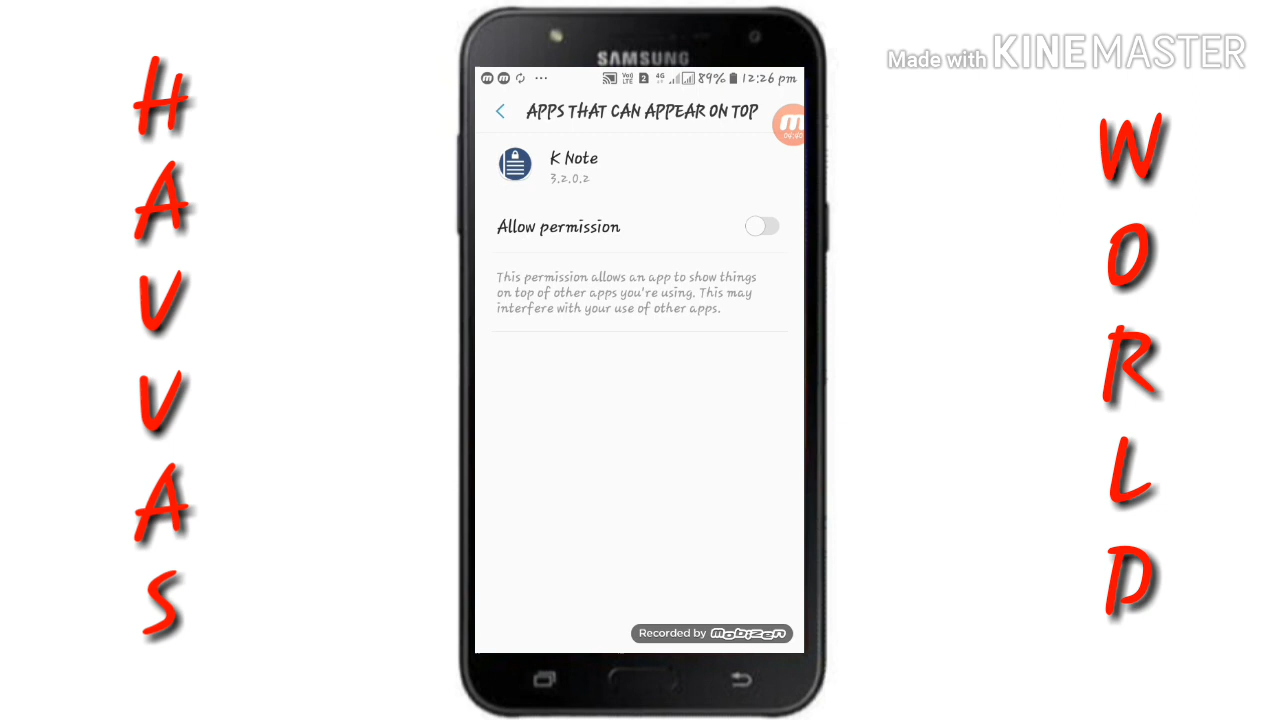 HAVVAS
WORLD
Made with KINEMASTER
SAMSUNG
89% 12:26 pm
APPS THAT CAN APPEAR ON TOP
04:40
K Note
3.2.0.2
Allow permission
This permission allows an app to show things
on top of other apps you're using. This may
interfere with your use of other apps.
Recorded by mobizen